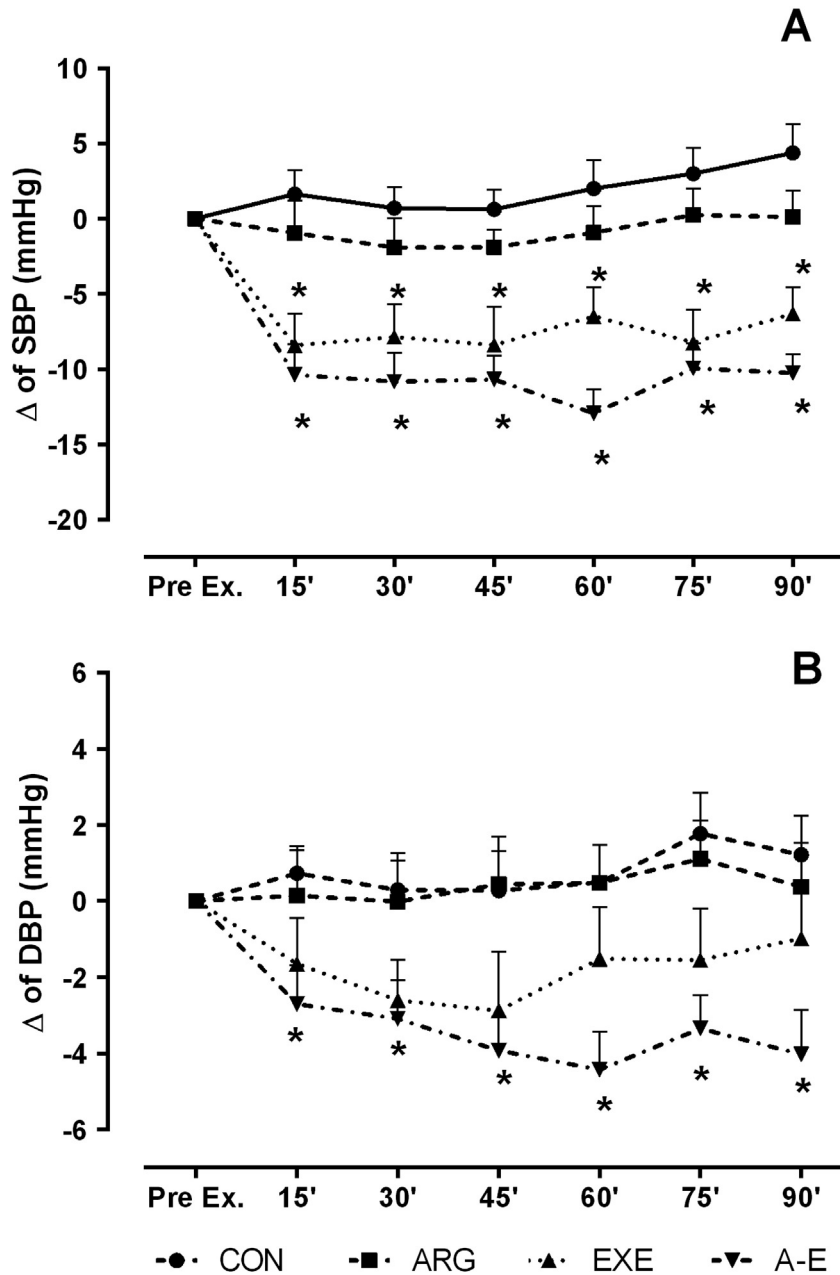 A
10
5
0
-5
-10
-15
-20
Δ of SBP (mmHg)
* * * * * *
* * * * * *
Pre Ex. 15' 30' 45' 60' 75' 90'
B
6
4
2
0
-2
-4
-6
Δ of DBP (mmHg)
* * * * * *
Pre Ex. 15' 30' 45' 60' 75' 90'
CON ARG EXE A-E